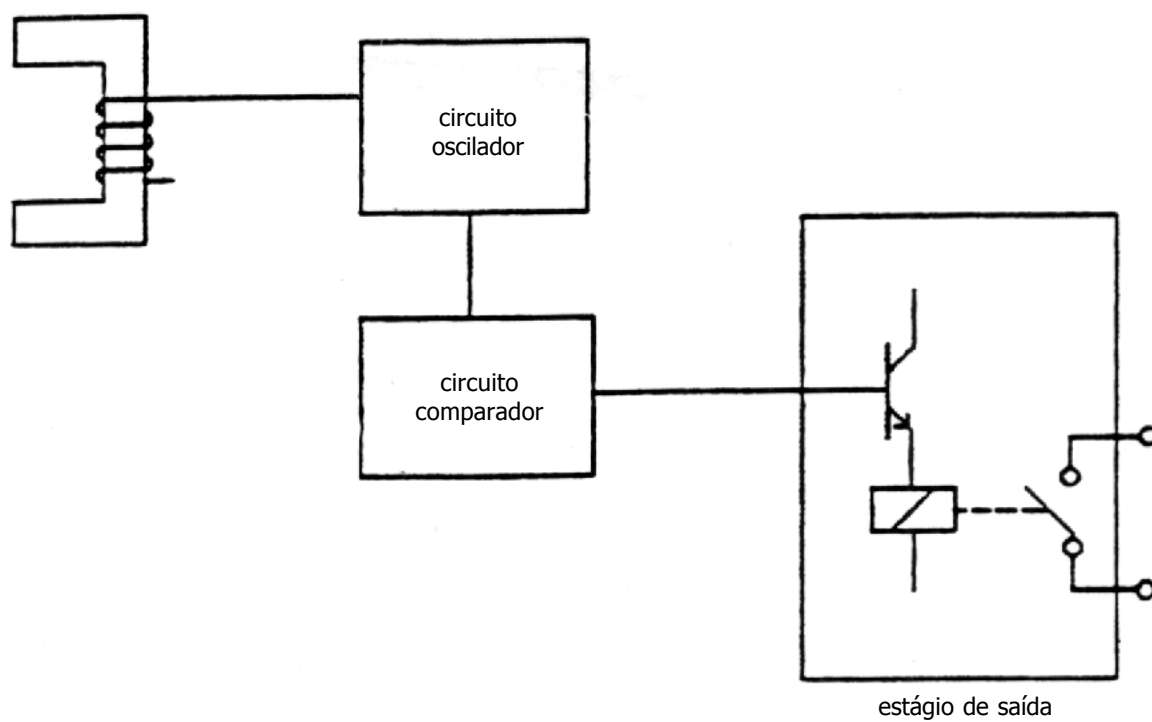 circuito
oscilador
circuito
comparador
estágio de saída